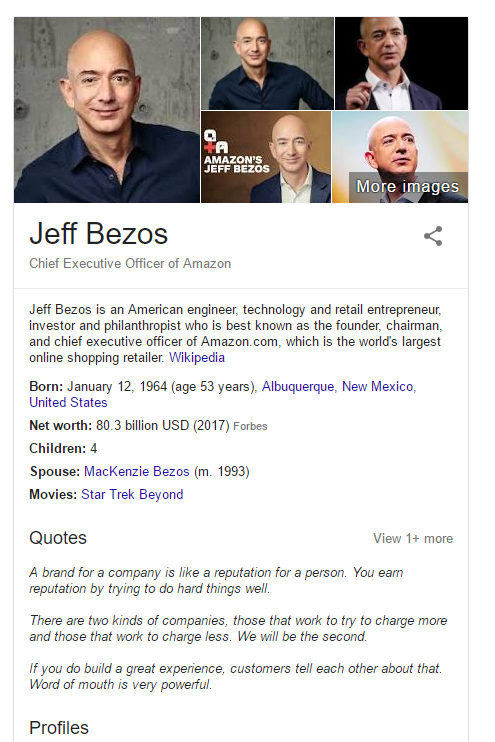 Q
+A
AMAZON'S
JEFF BEZOS
More images
Jeff Bezos
Chief Executive Officer of Amazon
Jeff Bezos is an American engineer, technology and retail entrepreneur,
investor and philanthropist who is best known as the founder, chairman,
and chief executive officer of Amazon.com, which is the world's largest
online shopping retailer. Wikipedia
Born: January 12, 1964 (age 53 years), Albuquerque, New Mexico,
United States
Net worth: 80.3 billion USD (2017) Forbes
Children: 4
Spouse: MacKenzie Bezos (m. 1993)
Movies: Star Trek Beyond
Quotes View 1+ more
A brand for a company is like a reputation for a person. You earn
reputation by trying to do hard things well.
There are two kinds of companies, those that work to try to charge more
and those that work to charge less. We will be the second.
If you do build a great experience, customers tell each other about that.
Word of mouth is very powerful.
Profiles